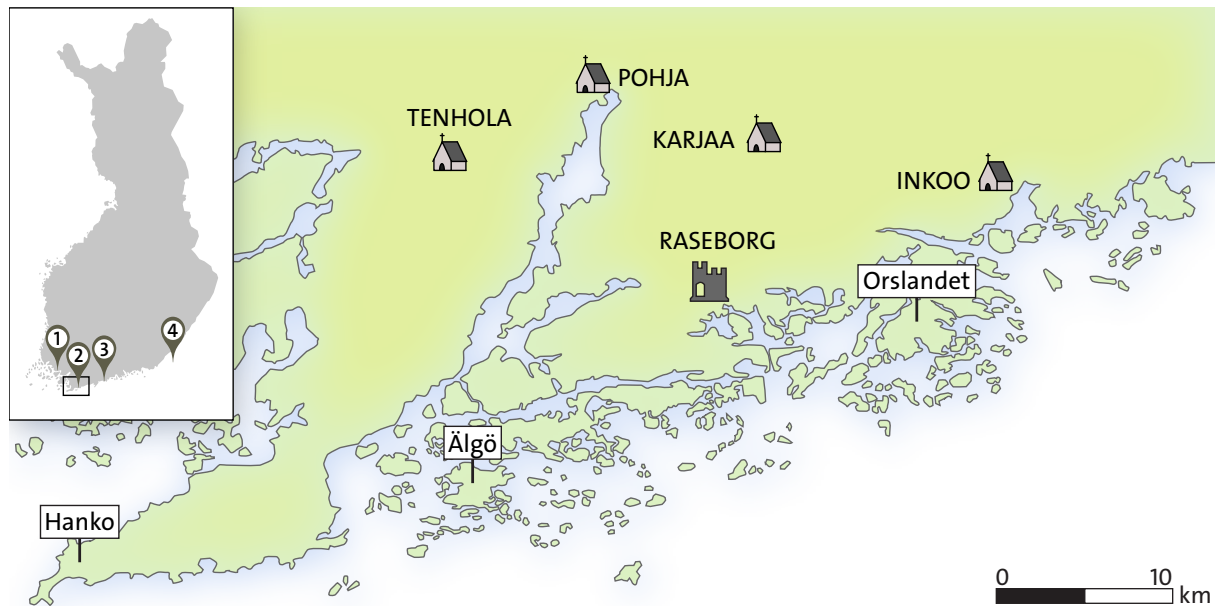 1
2
3
4
POHJA
TENHOLA
KARJAA
INKOO
RASEBORG
Orslandet
Älgö
Hanko
0 10
km